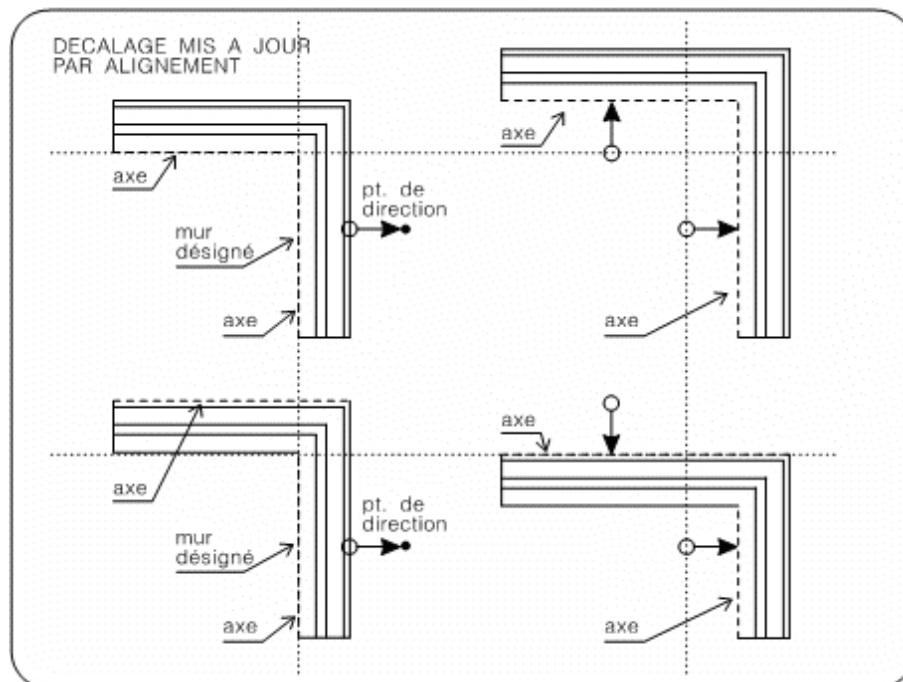 DECALAGE MIS A JOUR
PAR ALIGNEMENT
axe
axe
pt. de
direction
mur
désigné
axe
axe
axe
axe
pt. de
direction
mur
désigné
axe
axe